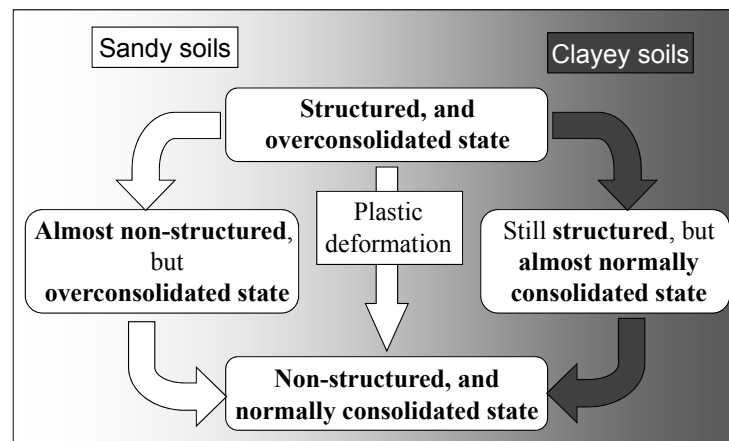 Sandy soils
Clayey soils
Structured, and
overconsolidated state
Almost non-structured,
but
overconsolidated state
Plastic
deformation
Still structured, but
almost normally
consolidated state
Non-structured, and
normally consolidated state